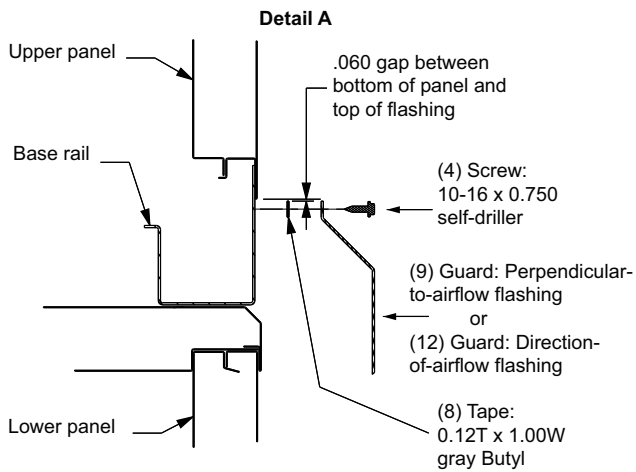 Detail A
Upper panel
.060 gap between
bottom of panel and
top of flashing
Base rail
(4) Screw:
10-16 x 0.750
self-driller
(9) Guard: Perpendicular-
to-airflow flashing
or
(12) Guard: Direction-
of-airflow flashing
(8) Tape:
0.12T x 1.00W
gray Butyl
Lower panel